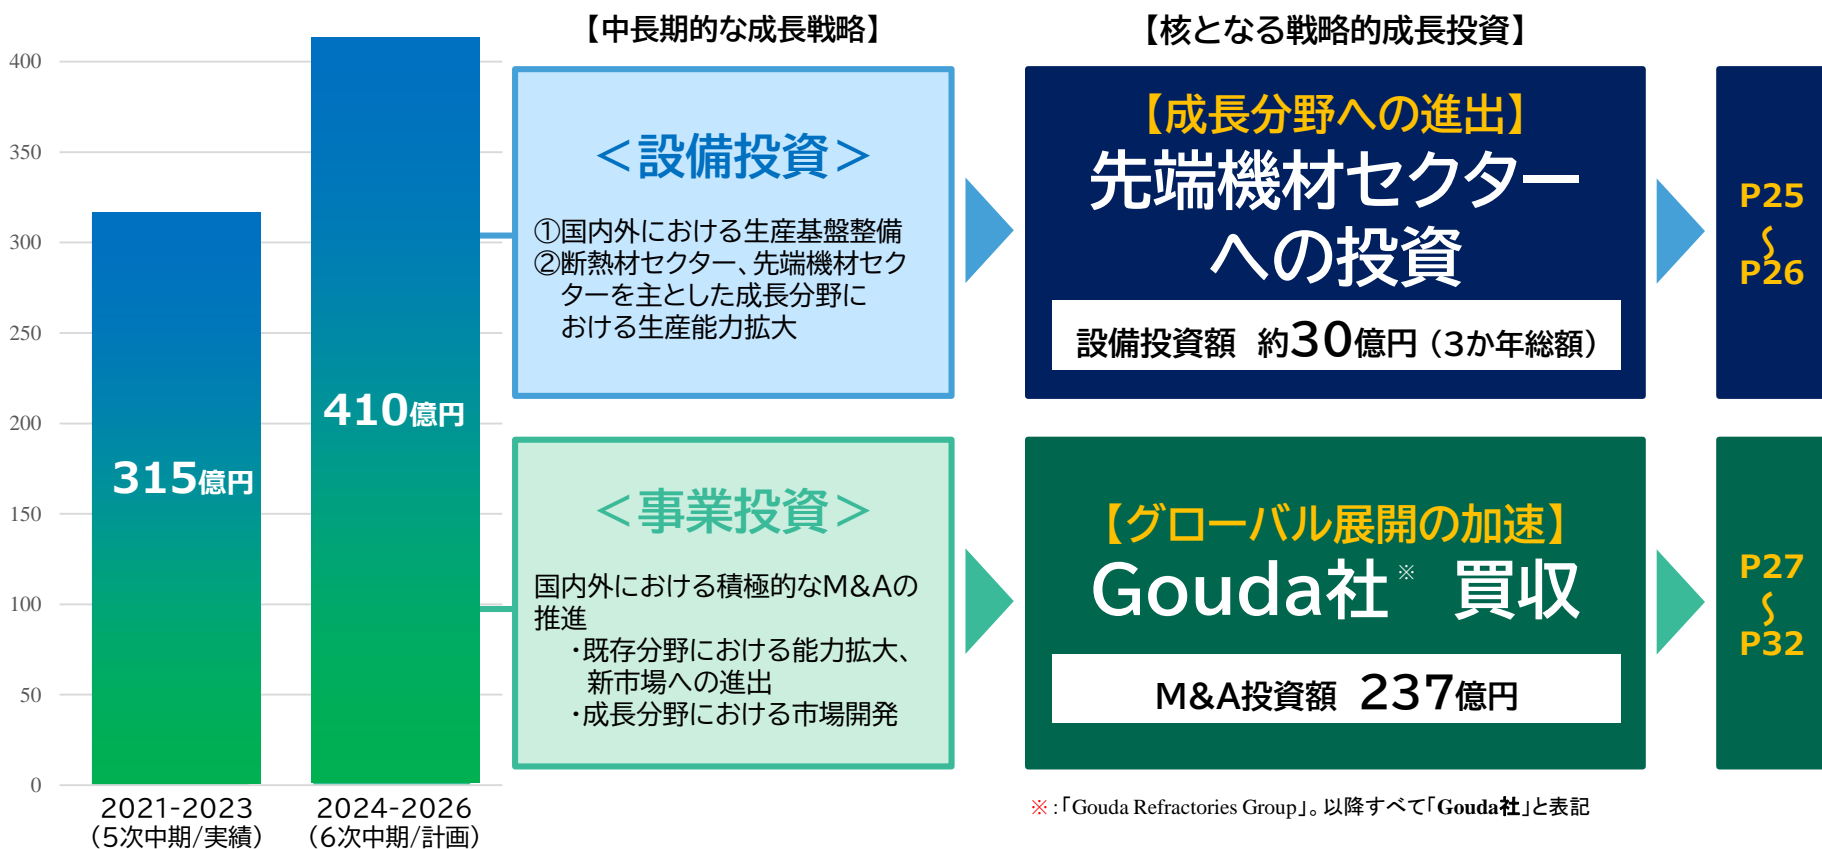 400
350
300
250
200
150
100
50
0
315億円
410億円
2021-2023
（5次中期/実績）
2024-2026
（6次中期/計画）
【中長期的な成長戦略】
＜設備投資＞
①国内外における生産基盤整備
②断熱材セクター、先端機材セク
ターを主とした成長分野に
おける生産能力拡大
＜事業投資＞
国内外における積極的なM&Aの
推進
・既存分野における能力拡大、
新市場への進出
・成長分野における市場開発
【核となる戦略的成長投資】
【成長分野への進出】
先端機材セクター
への投資
設備投資額 約30億円（3か年総額）
P25
～
P26
【グローバル展開の加速】
Gouda社※ 買収
M&A投資額 237億円
P27
～
P32
※：「Gouda Refractories Group」。以降すべて「Gouda社」と表記